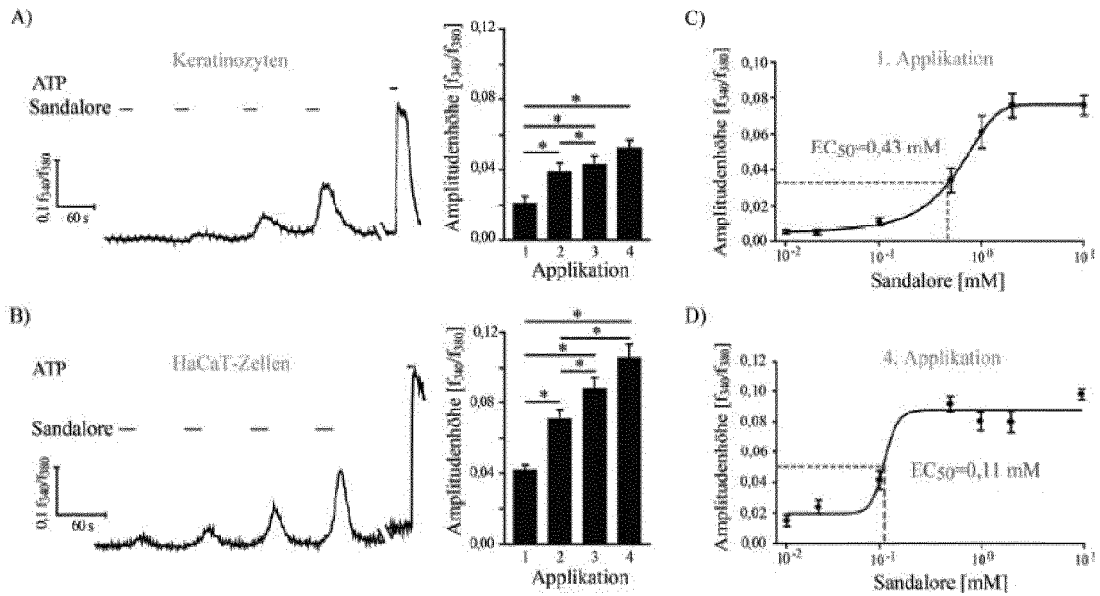 A)
Keratinozyten
ATP
Sandalore
0,1 f340/f380
60 s
Amplitudenhöhe [f340/f380]
0,12
0,08
0,04
0,00
* * * * *
1 2 3 4
Applikation
B)
HaCaT-Zellen
ATP
Sandalore
0,1 f340/f380
60 s
Amplitudenhöhe [f340/f380]
0,12
0,08
0,04
0,00
* * * * *
1 2 3 4
Applikation
C)
1. Applikation
Amplitudenhöhe [f340/f380]
0,10
0,08
0,06
0,04
0,02
0,00
EC50=0,43 mM
10-2 10-1 100 101
Sandalore [mM]
D)
4. Applikation
Amplitudenhöhe [f340/f380]
0,12
0,10
0,08
0,06
0,04
0,02
0,00
EC50=0,11 mM
10-2 10-1 100 101
Sandalore [mM]